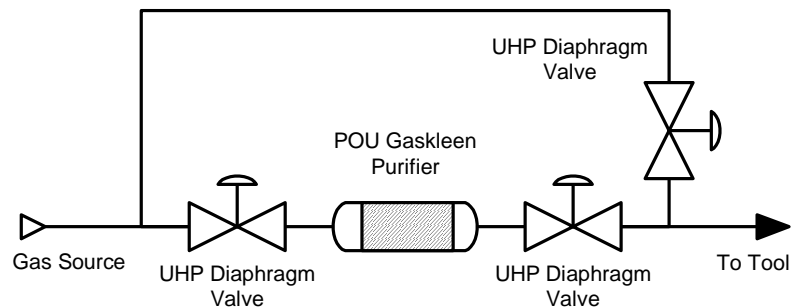 UHP Diaphragm
Valve
POU Gaskleen
Purifier
Gas Source
UHP Diaphragm
Valve
UHP Diaphragm
Valve
To Tool